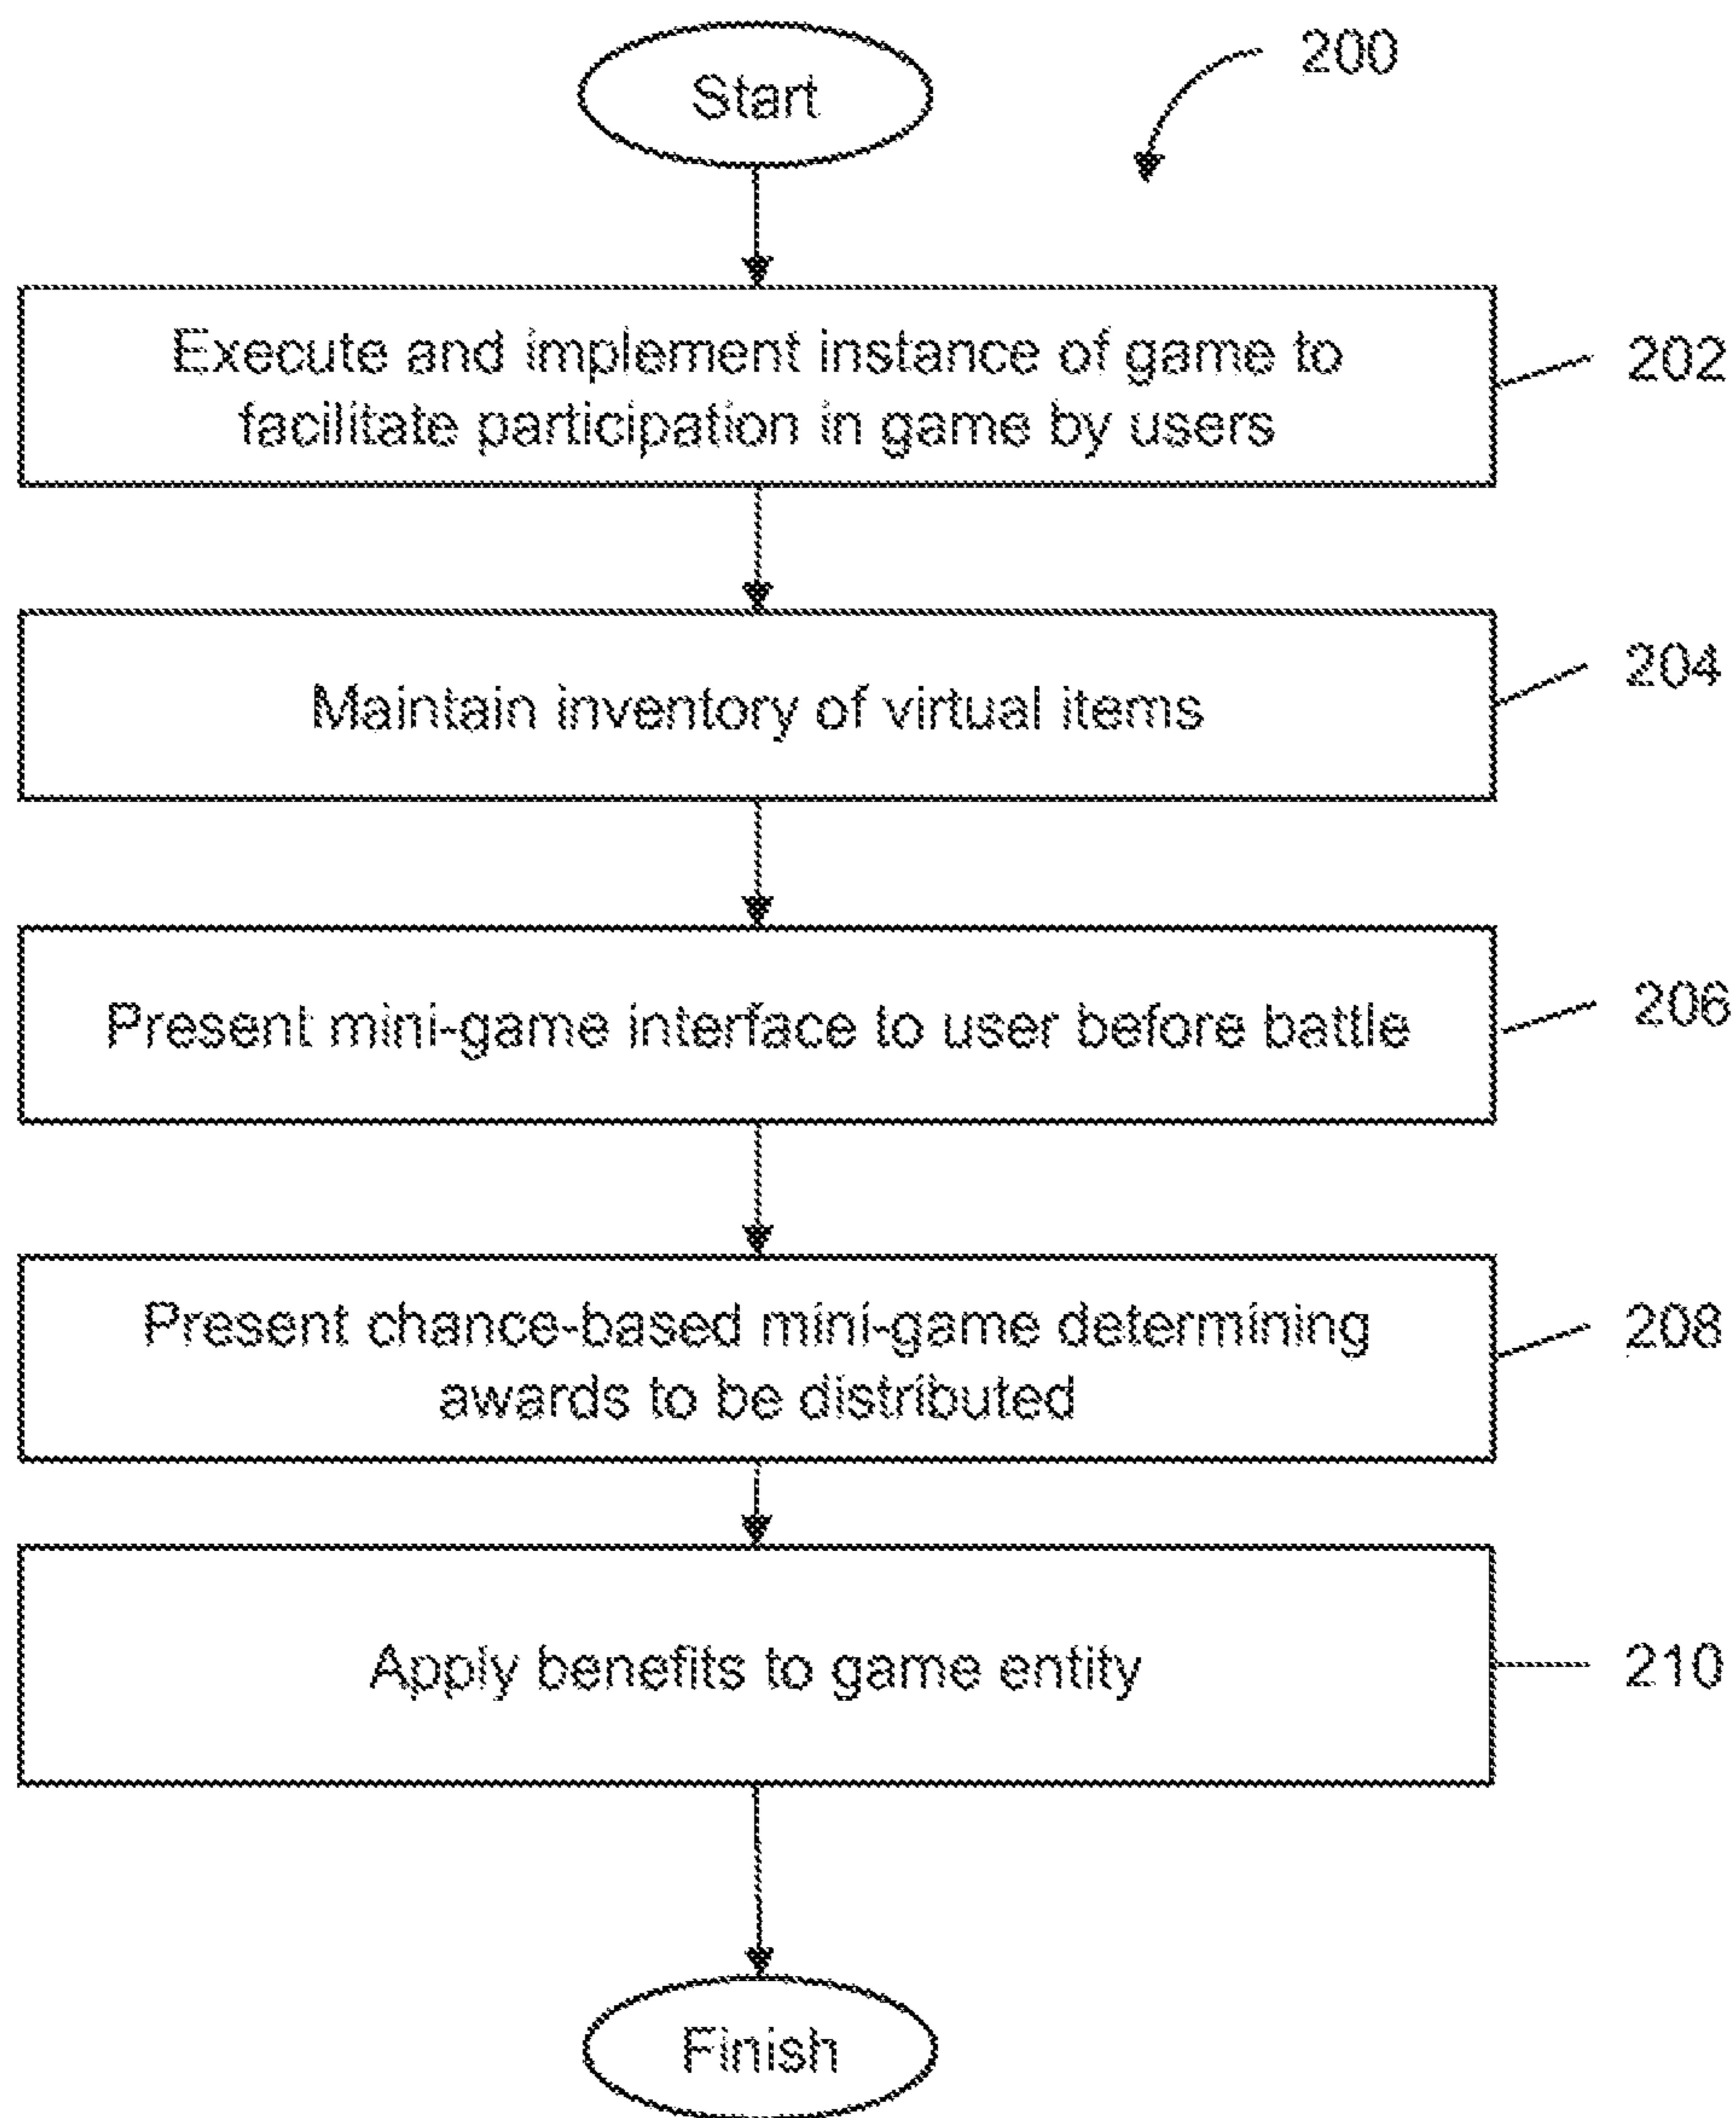 Start
200
Execute and implement instance of game to
facilitate participation in game by users
202
Maintain inventory of virtual items
204
Present mini-game interface to user before battle
206
Present chance-based mini-game determining
awards to be distributed
208
Apply benefits to game entity
210
Finish